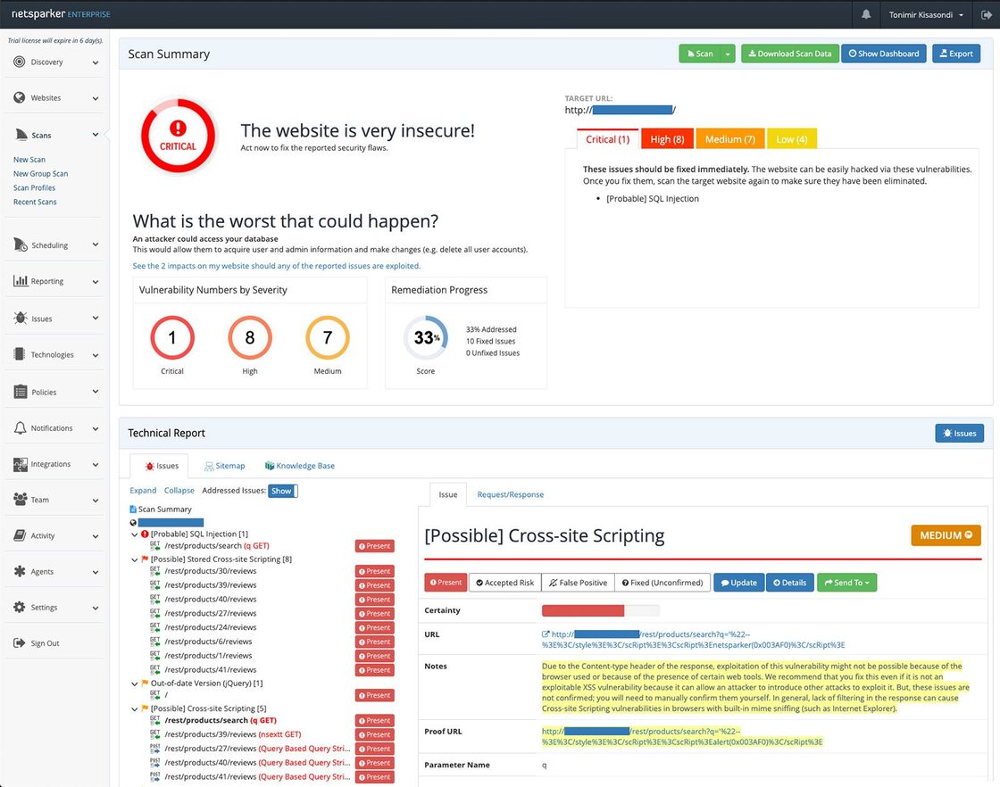 netsparker ENTERPRISE
Tonimir Kisasondi
Trial license will expire in 6 day(s).
Discovery
Websites
Scans
New Scan
New Group Scan
Scan Profiles
Recent Scans
Scheduling
Reporting
Issues
Technologies
Policies
Notifications
Integrations
Team
Activity
Agents
Settings
Sign Out
Scan Summary
Scan
Download Scan Data
Show Dashboard
Export
CRITICAL
The website is very insecure!
Act now to fix the reported security flaws.
TARGET URL:
http:// /
Critical (1)
High (8)
Medium (7)
Low (4)
These issues should be fixed immediately. The website can be easily hacked via these vulnerabilities.
Once you fix them, scan the target website again to make sure they have been eliminated.
• [Probable] SQL Injection
What is the worst that could happen?
An attacker could access your database
This would allow them to acquire user and admin information and make changes (e.g. delete all user accounts).
See the 2 impacts on my website should any of the reported issues are exploited.
Vulnerability Numbers by Severity
1
Critical
8
High
7
Medium
Remediation Progress
33%
Score
33% Addressed
10 Fixed Issues
0 Unfixed Issues
Technical Report
Issues
Issues
Sitemap
Knowledge Base
Expand Collapse Addressed Issues: Show
Scan Summary
[Probable] SQL Injection [1]
GET /rest/products/search (q GET) Present
[Possible] Stored Cross-site Scripting [8]
GET /rest/products/30/reviews Present
GET /rest/products/39/reviews Present
GET /rest/products/40/reviews Present
GET /rest/products/27/reviews Present
GET /rest/products/24/reviews Present
GET /rest/products/6/reviews Present
GET /rest/products/1/reviews Present
GET /rest/products/41/reviews Present
Out-of-date Version (jQuery) [1]
GET / Present
[Possible] Cross-site Scripting [5]
GET /rest/products/search (q GET) Present
GET /rest/products/39/reviews (nsextt GET) Present
POST /rest/products/27/reviews (Query Based Query Stri... Present
POST /rest/products/40/reviews (Query Based Query Stri... Present
POST /rest/products/41/reviews (Query Based Query Stri... Present
Issue
Request/Response
[Possible] Cross-site Scripting
MEDIUM
Present
Accepted Risk
False Positive
Fixed (Unconfirmed)
Update
Details
Send To
Certainty
URL
http:// /rest/products/search?q='%22--
%3E%3C/style%3E%3C/scRipt%3E%3CscRipt%3Enetsparker(0x003AF0)%3C/scRipt%3E
Notes
Due to the Content-type header of the response, exploitation of this vulnerability might not be possible because of the
browser used or because of the presence of certain web tools. We recommend that you fix this even if it is not an
exploitable XSS vulnerability because it can allow an attacker to introduce other attacks to exploit it. But, these issues are
not confirmed; you will need to manually confirm them yourself. In general, lack of filtering in the response can cause
Cross-site Scripting vulnerabilities in browsers with built-in mime sniffing (such as Internet Explorer).
Proof URL
http:// /rest/products/search?q='%22--
%3E%3C/style%3E%3C/scRipt%3E%3CscRipt%3Ealert(0x003AF0)%3C/scRipt%3E
Parameter Name
q